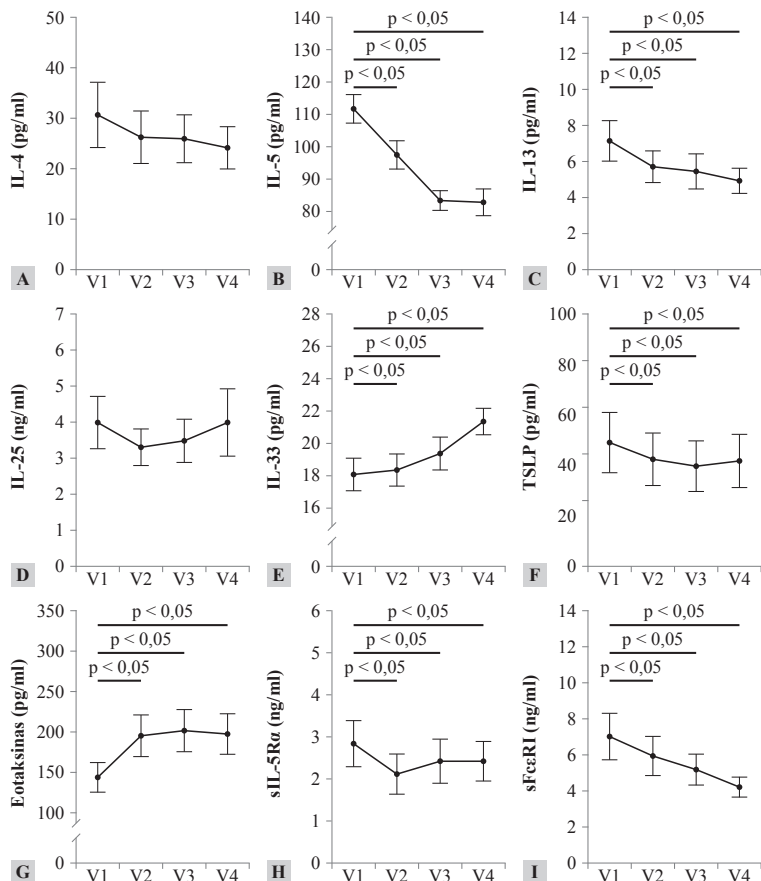 IL-4 (pg/ml)
50
40
30
20
10
0
A
V1 V2 V3 V4
IL-5 (pg/ml)
140
130
120
110
100
90
80
0
p < 0,05
p < 0,05
p < 0,05
B
V1 V2 V3 V4
IL-13 (pg/ml)
14
12
10
8
6
4
2
0
p < 0,05
p < 0,05
p < 0,05
C
V1 V2 V3 V4
IL-25 (ng/ml)
7
6
5
4
3
2
1
0
D
V1 V2 V3 V4
IL-33 (pg/ml)
28
26
24
22
20
18
16
0
p < 0,05
p < 0,05
p < 0,05
E
V1 V2 V3 V4
TSLP (pg/ml)
100
80
60
40
20
0
p < 0,05
p < 0,05
p < 0,05
F
V1 V2 V3 V4
Eotaksinas (pg/ml)
350
300
250
200
150
100
0
p < 0,05
p < 0,05
p < 0,05
G
V1 V2 V3 V4
sIL-5Rα (ng/ml)
6
5
4
3
2
1
0
p < 0,05
p < 0,05
p < 0,05
H
V1 V2 V3 V4
sFcεRI (ng/ml)
14
12
10
8
6
4
2
0
p < 0,05
p < 0,05
p < 0,05
I
V1 V2 V3 V4